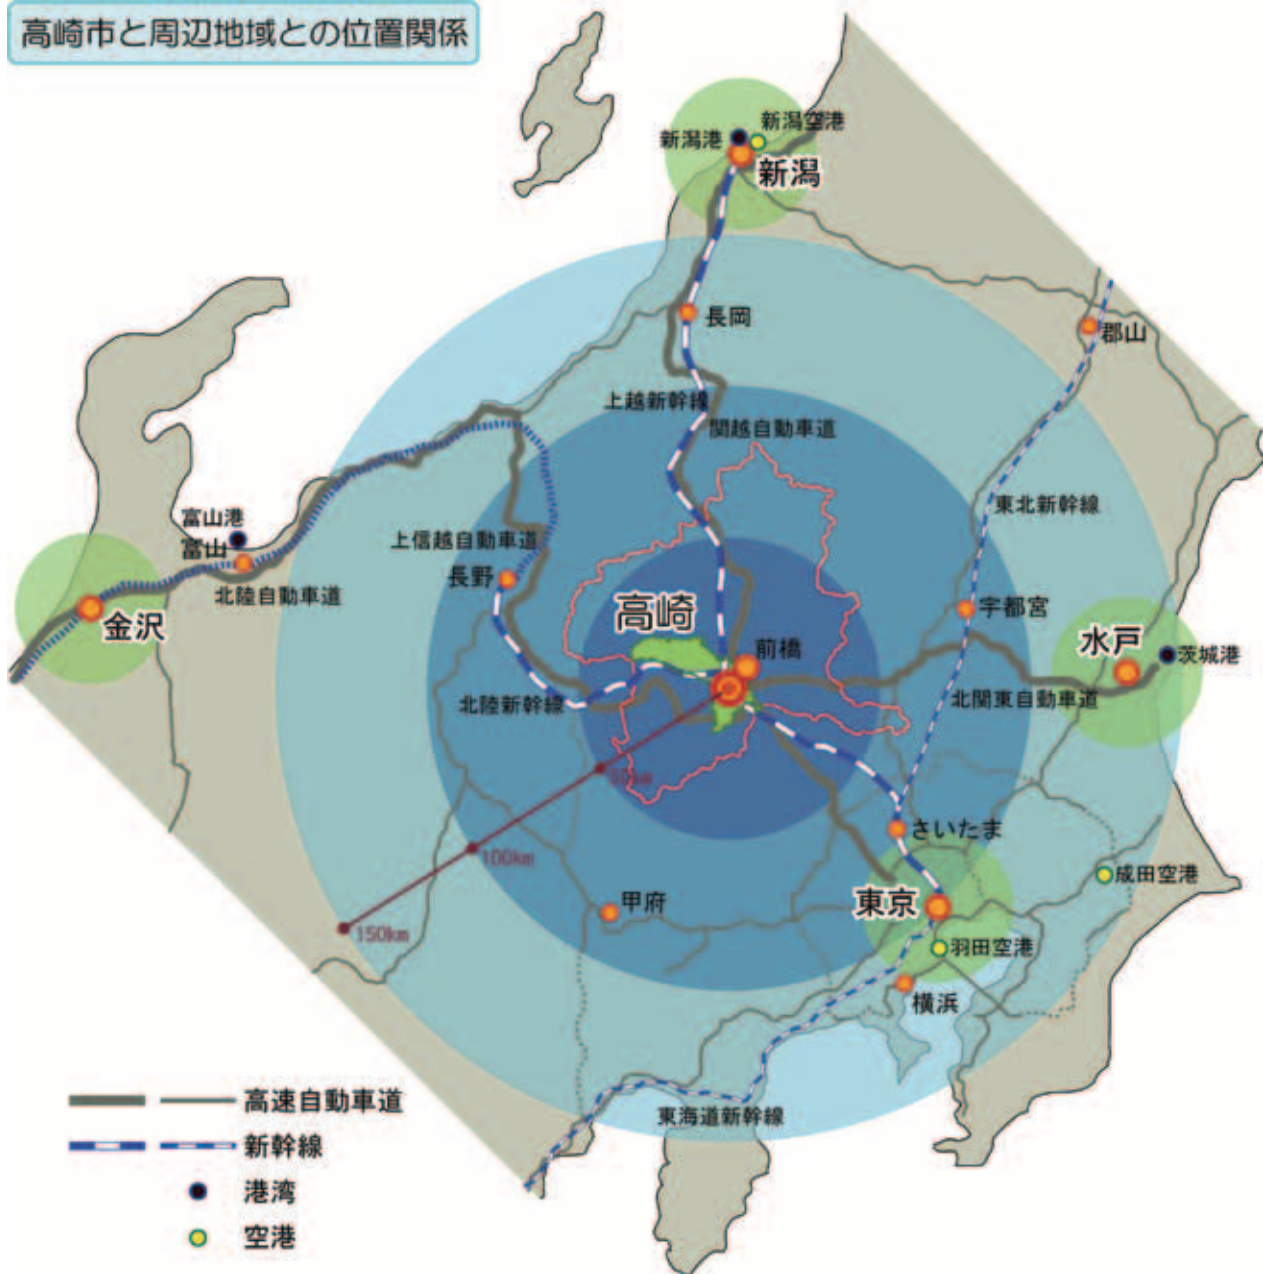 高崎市と周辺地域との位置関係
新潟港
新潟空港
新潟
長岡
郡山
上越新幹線
関越自動車道
東北新幹線
富山港
富山
上信越自動車道
長野
北陸自動車道
金沢
高崎
前橋
宇都宮
水戸
茨城港
北陸新幹線
北関東自動車道
50km
100km
150km
さいたま
成田空港
東京
甲府
羽田空港
横浜
東海道新幹線
高速自動車道
新幹線
港湾
空港